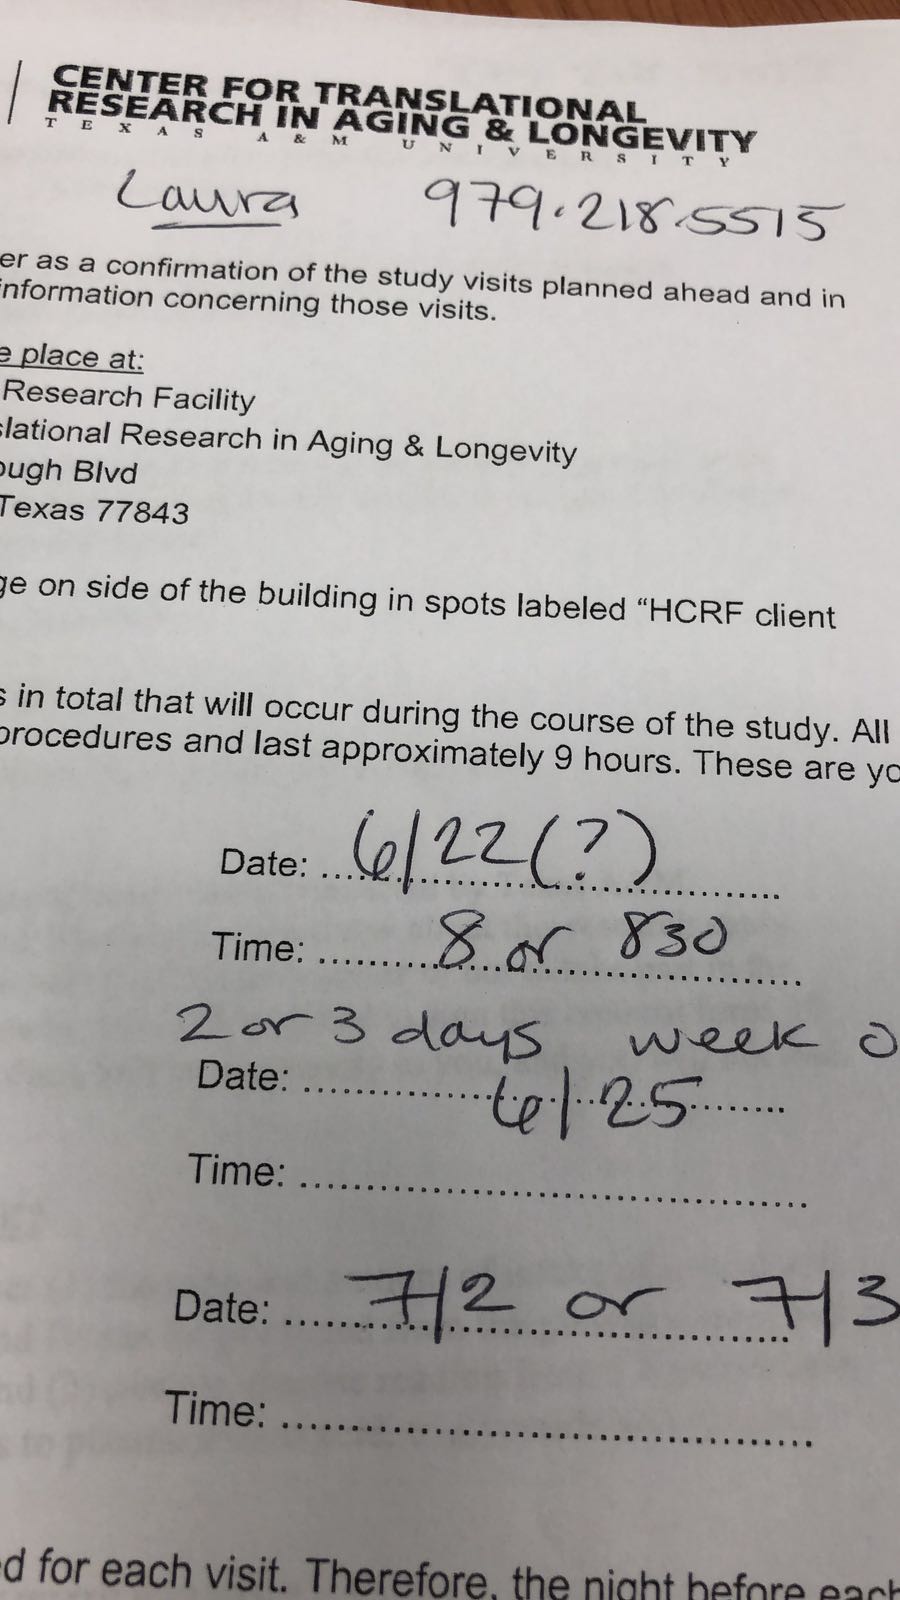 CENTER FOR TRANSLATIONAL
RESEARCH IN AGING & LONGEVITY
TEXAS A&M UNIVERSITY
Laura 979.218.5515
er as a confirmation of the study visits planned ahead and in
information concerning those visits.
e place at:
Research Facility
slational Research in Aging & Longevity
ough Blvd
Texas 77843
ge on side of the building in spots labeled “HCRF client
s in total that will occur during the course of the study. All
procedures and last approximately 9 hours. These are yo
Date: 6/22(?)
Time: 8 or 830
2 or 3 days week o
Date: 6/25
Time:
Date: 7/2 or 7/3
Time:
d for each visit. Therefore, the night before each